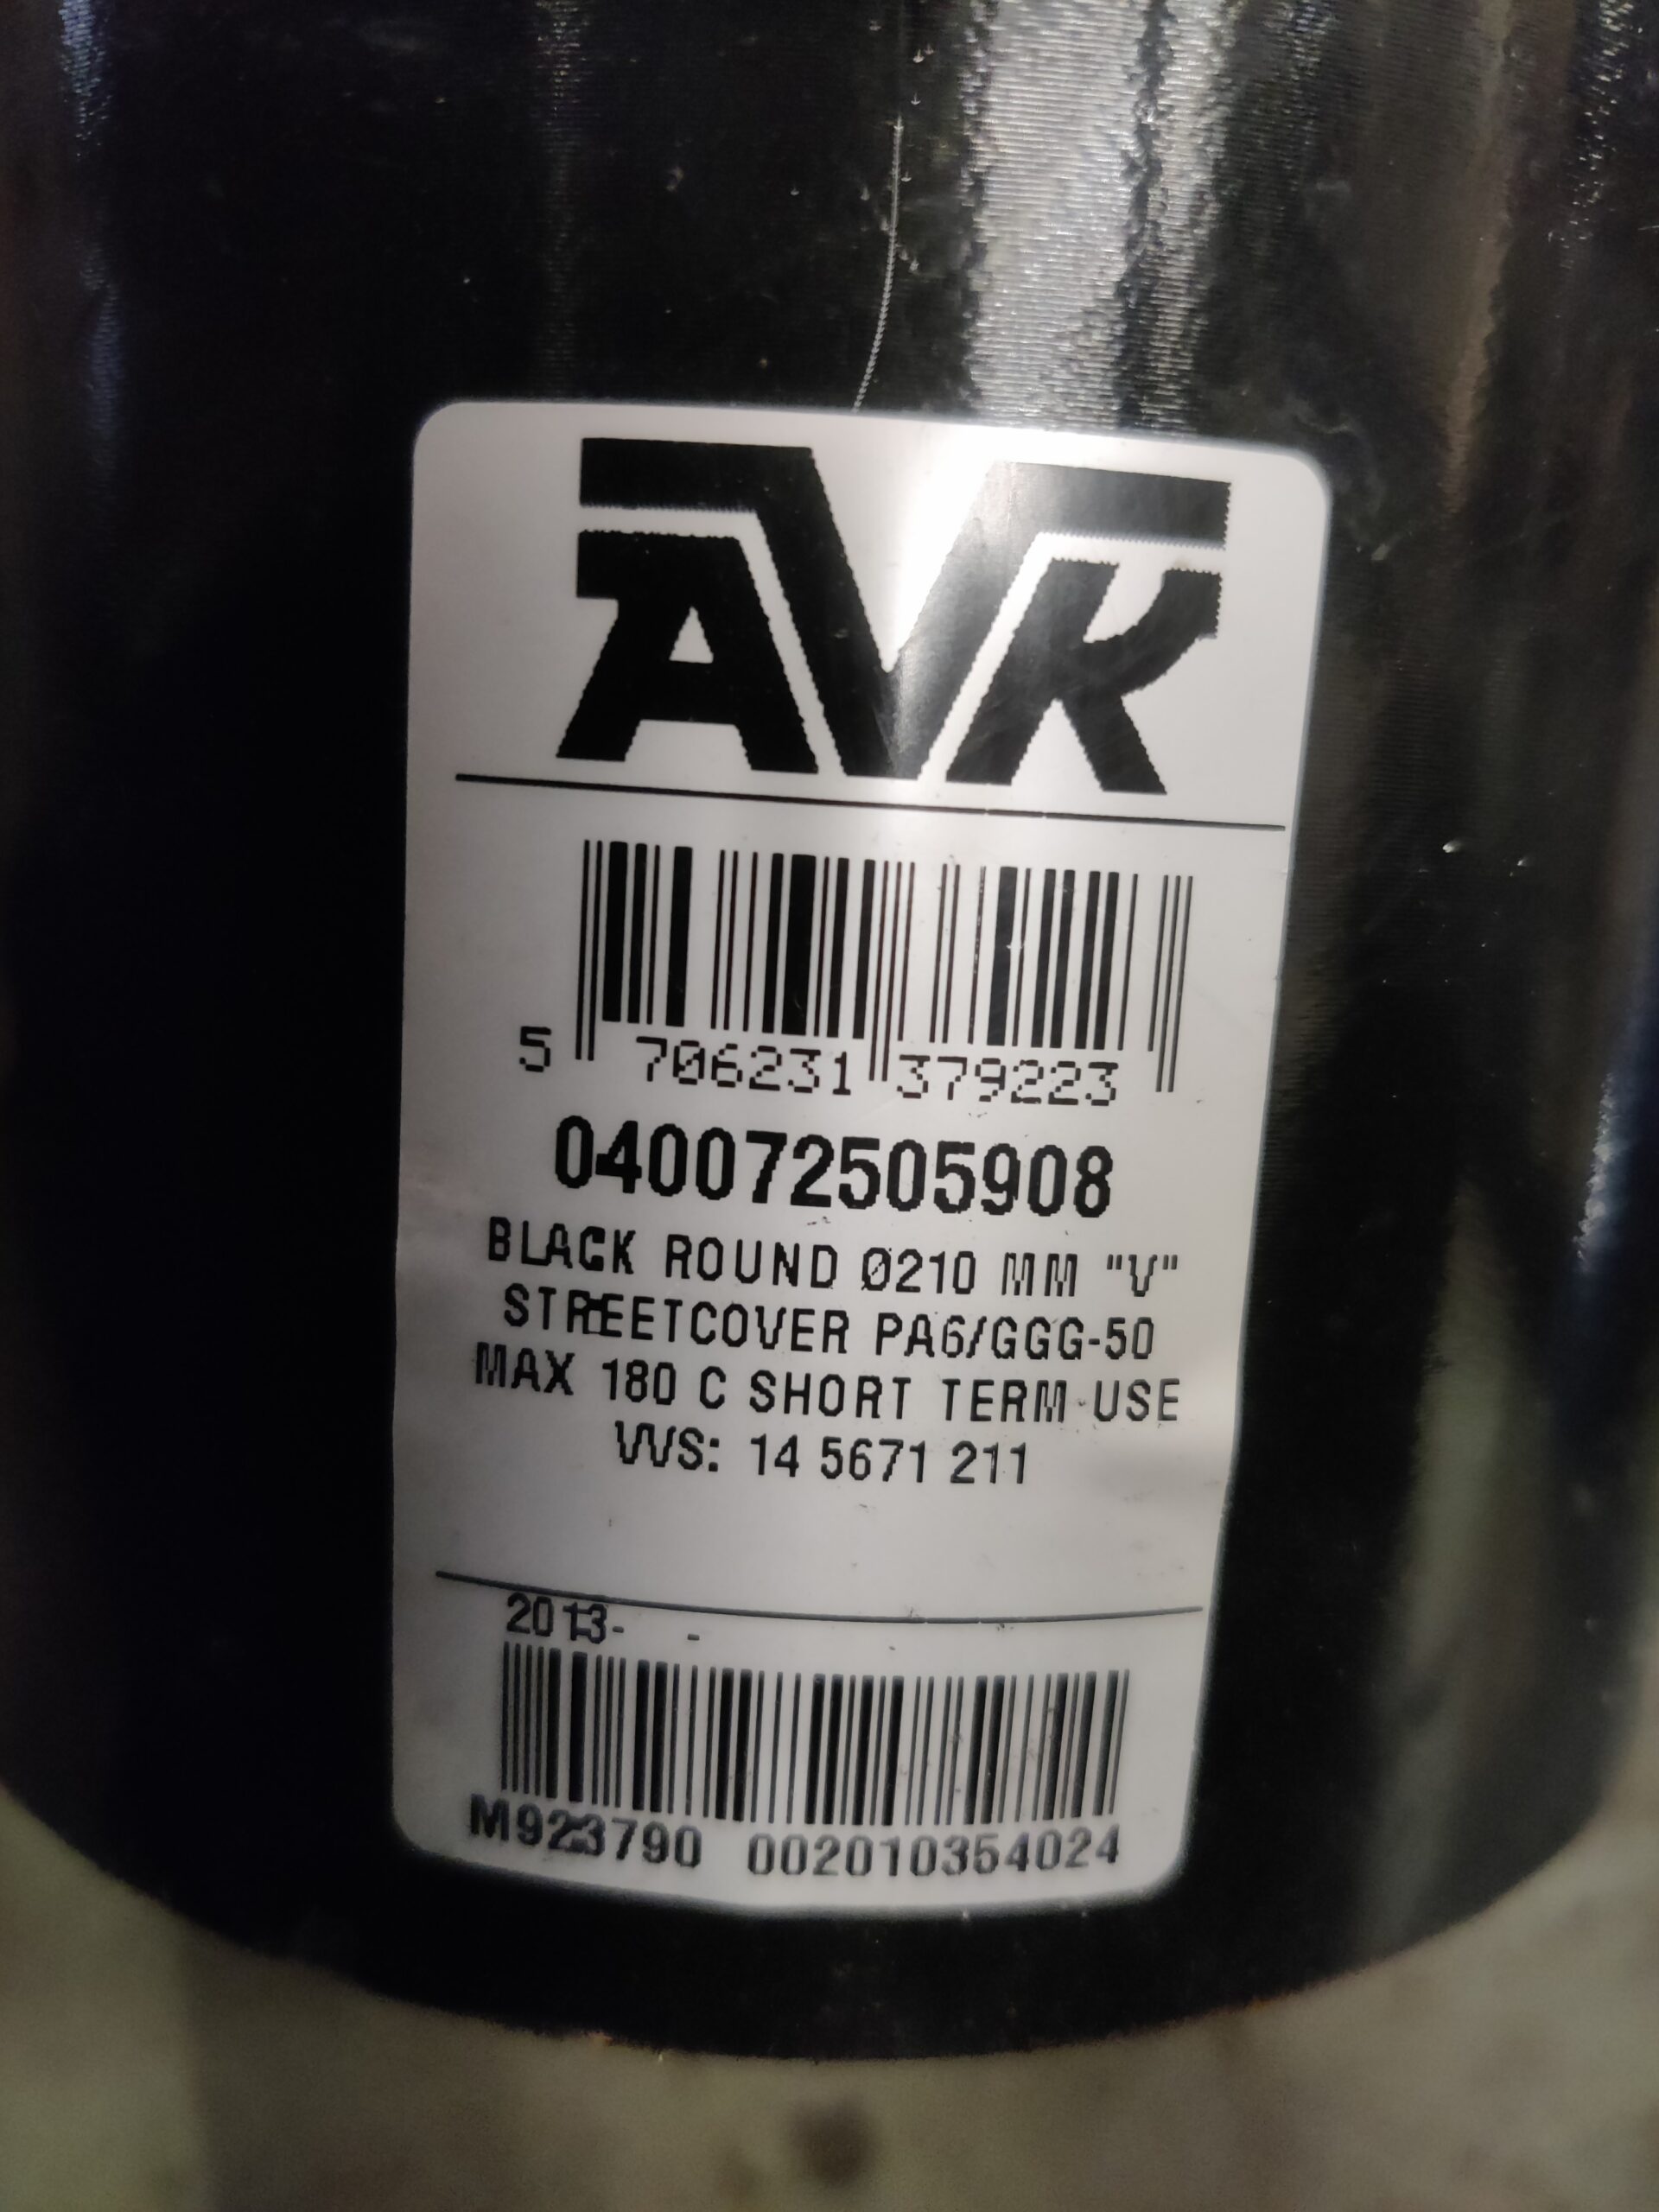 AVK
5 706231 379223
040072505908
BLACK ROUND Ø210 MM "V"
STREETCOVER PA6/GGG-50
MAX 180 C SHORT TERM USE
VVS: 14 5671 211
2013- -
M923790 002010354024